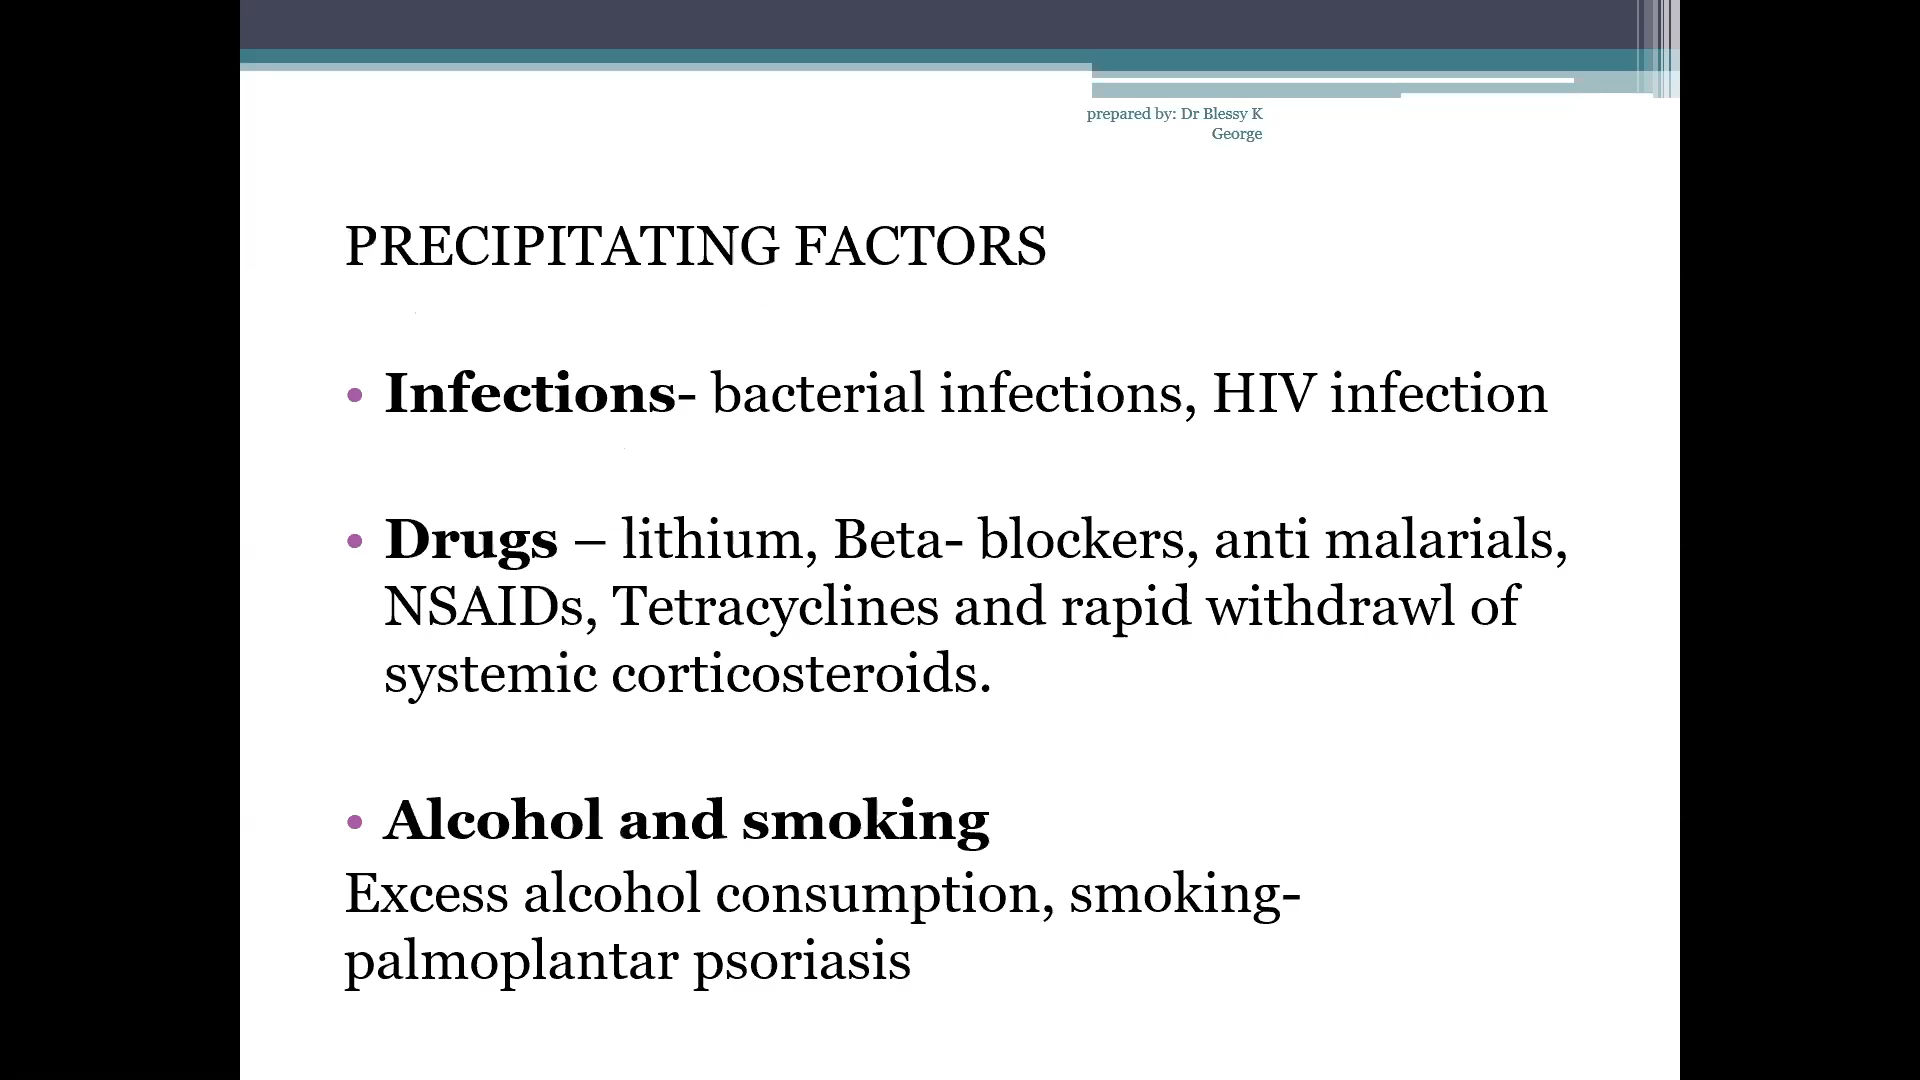 prepared by: Dr Blessy K
George
PRECIPITATING FACTORS
• Infections- bacterial infections, HIV infection
• Drugs – lithium, Beta- blockers, anti malarials,
NSAIDs, Tetracyclines and rapid withdrawl of
systemic corticosteroids.
• Alcohol and smoking
Excess alcohol consumption, smoking-
palmoplantar psoriasis